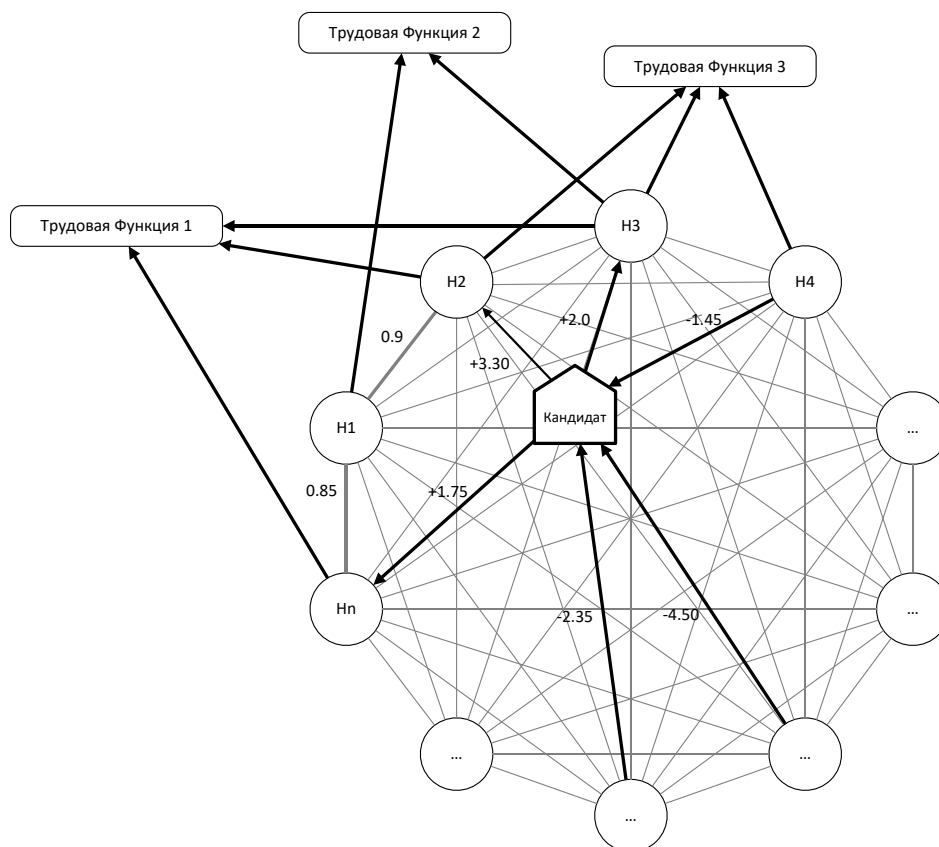 Трудовая Функция 2
Трудовая Функция 3
Трудовая Функция 1
Н3
Н2
Н4
+2.0
-1.45
0.9
+3.30
Кандидат
Н1
...
0.85
+1.75
Нn
...
-2.35
-4.50
...
...
...